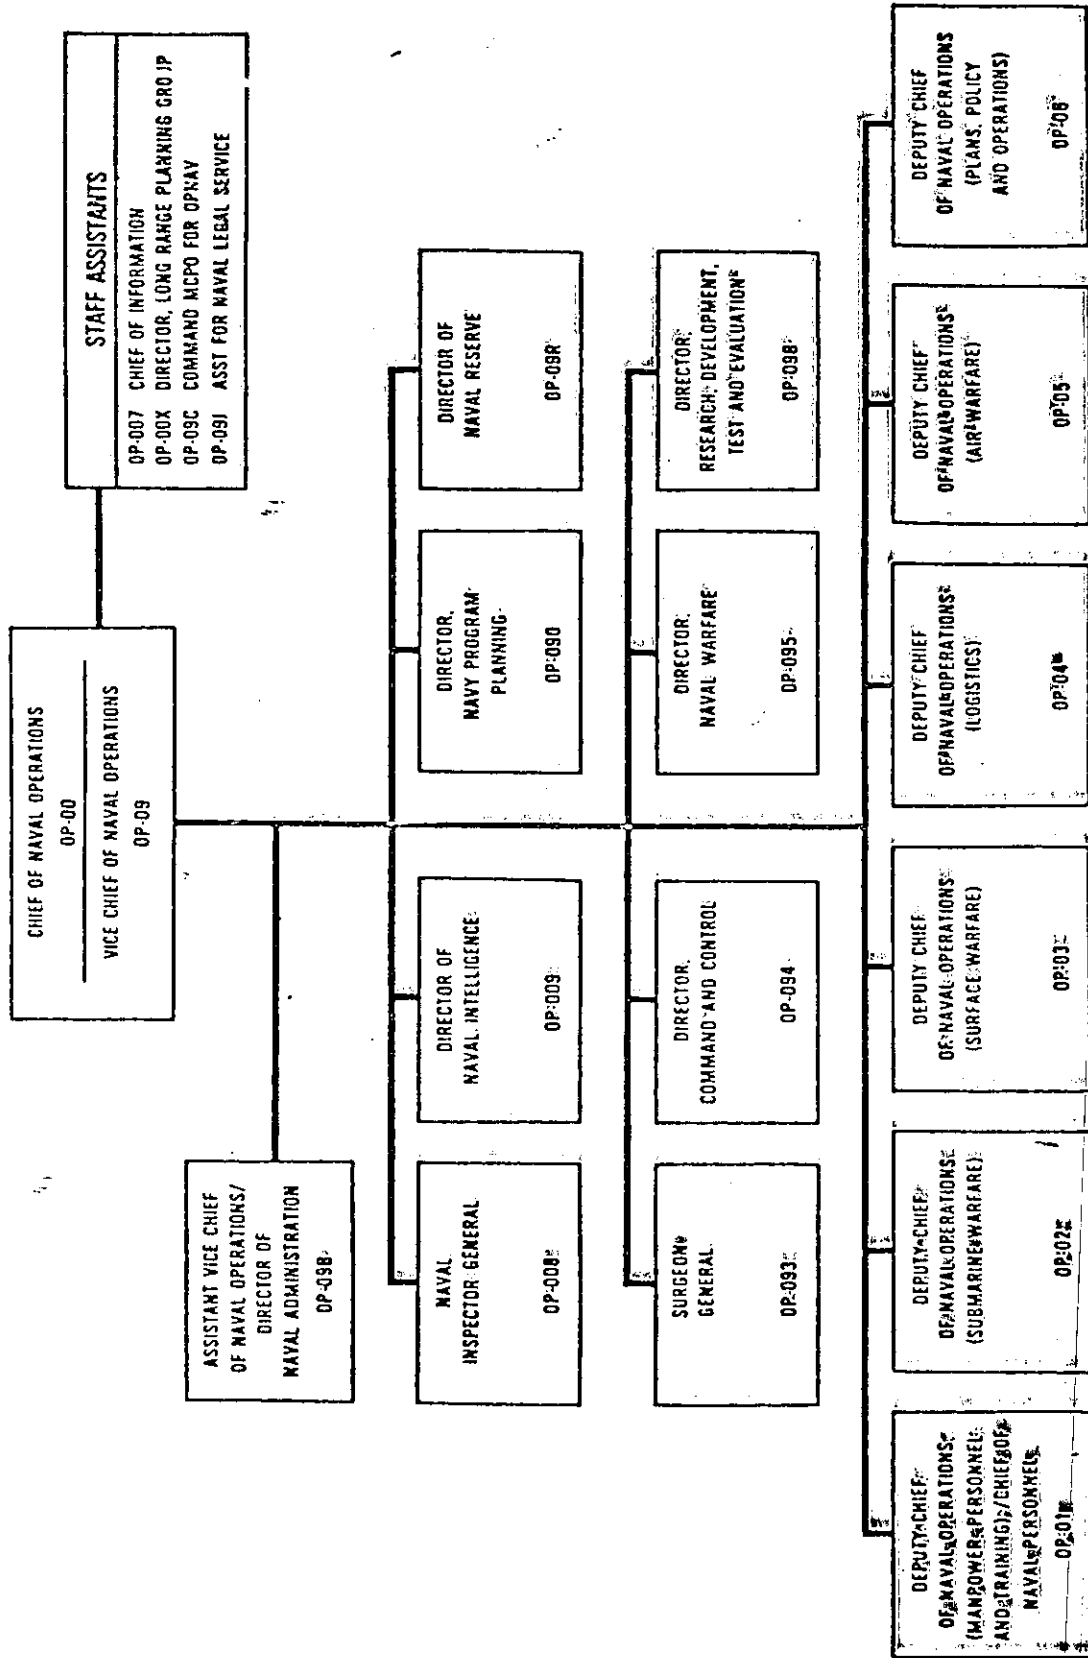 CHIEF OF NAVAL OPERATIONS
OP-00
VICE CHIEF OF NAVAL OPERATIONS
OP-09
STAFF ASSISTANTS
OP-007 CHIEF OF INFORMATION
OP-00X DIRECTOR, LONG RANGE PLANNING GROUP
OP-09C COMMAND MCPO FOR OPNAV
OP-09J ASST FOR NAVAL LEGAL SERVICE
ASSISTANT VICE CHIEF
OF NAVAL OPERATIONS/
DIRECTOR OF
NAVAL ADMINISTRATION
OP-09B
NAVAL
INSPECTOR GENERAL
OP-008
DIRECTOR OF
NAVAL INTELLIGENCE
OP-009
DIRECTOR,
NAVY PROGRAM
PLANNING
OP-090
DIRECTOR OF
NAVAL RESERVE
OP-09R
SURGEON
GENERAL
OP-093
DIRECTOR,
COMMAND AND CONTROL
OP-094
DIRECTOR,
NAVAL WARFARE
OP-095
DIRECTOR,
RESEARCH, DEVELOPMENT,
TEST AND EVALUATION
OP-098
DEPUTY CHIEF
OF NAVAL OPERATIONS
(MANPOWER, PERSONNEL
AND TRAINING)/CHIEF OF
NAVAL PERSONNEL
OP-01
DEPUTY CHIEF
OF NAVAL OPERATIONS
(SUBMARINE WARFARE)
OP-02
DEPUTY CHIEF
OF NAVAL OPERATIONS
(SURFACE WARFARE)
OP-03
DEPUTY CHIEF
OF NAVAL OPERATIONS
(LOGISTICS)
OP-04
DEPUTY CHIEF
OF NAVAL OPERATIONS
(AIR WARFARE)
OP-05
DEPUTY CHIEF
OF NAVAL OPERATIONS
(PLANS, POLICY
AND OPERATIONS)
OP-06